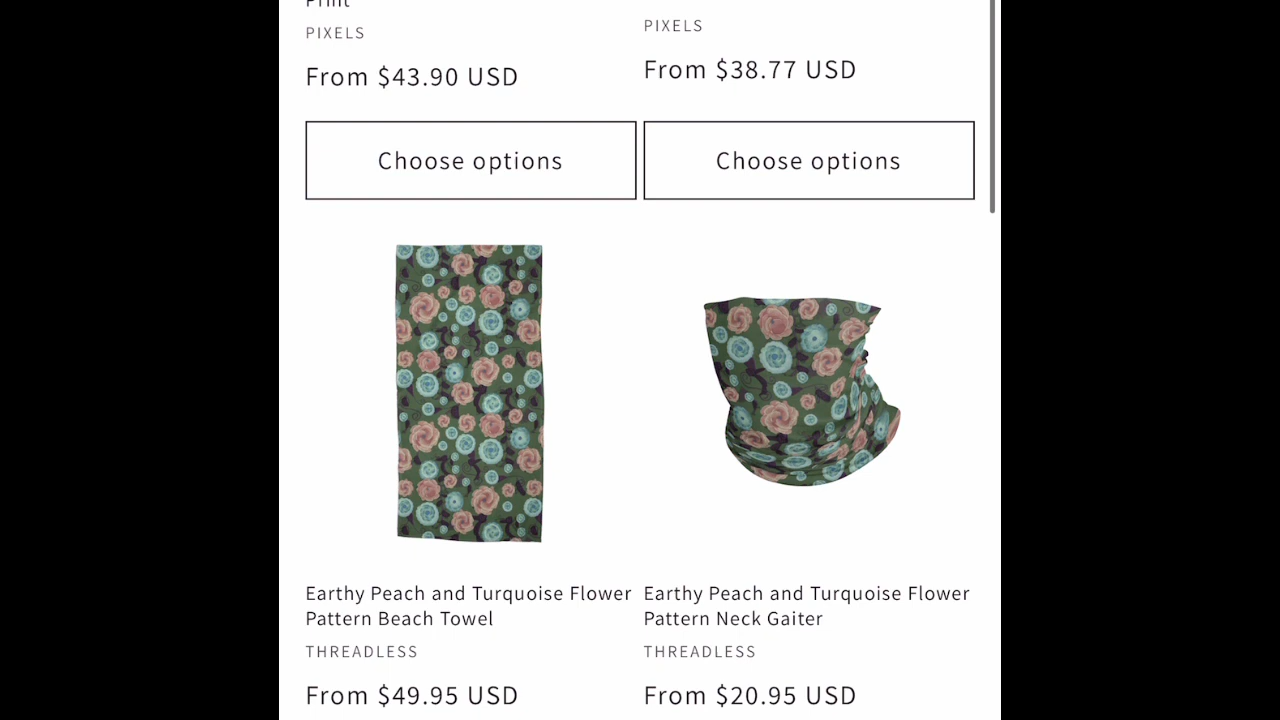 Print
PIXELS
From $43.90 USD
Choose options
PIXELS
From $38.77 USD
Choose options
Earthy Peach and Turquoise Flower
Pattern Beach Towel
THREADLESS
From $49.95 USD
Earthy Peach and Turquoise Flower
Pattern Neck Gaiter
THREADLESS
From $20.95 USD